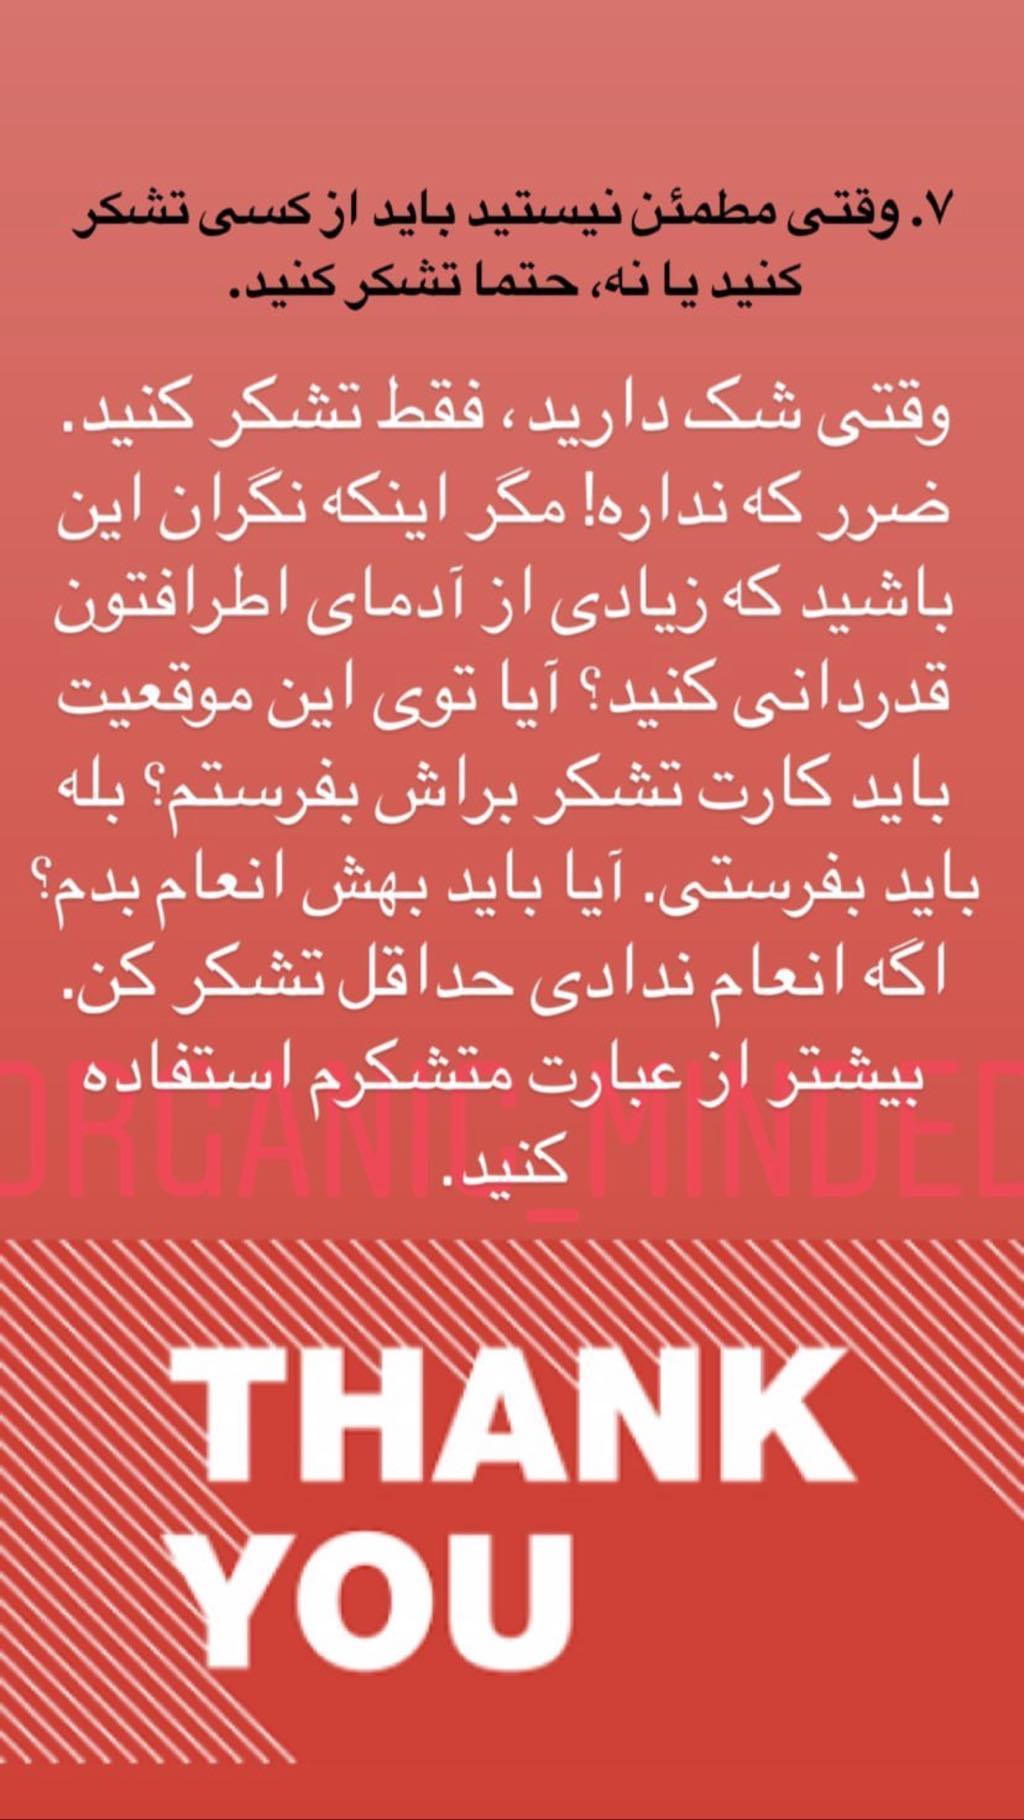 ۷. وقتی مطمئن نیستید باید از کسی تشکر
کنید یا نه، حتما تشکر کنید.
وقتی شک دارید، فقط تشکر کنید.
ضرر که نداره! مگر اینکه نگران این
باشید که زیادی از آدمای اطرافتون
قدردانی کنید؟ آیا توی این موقعیت
باید کارت تشکر براش بفرستم؟ بله
باید بفرستی. آیا باید بهش انعام بدم؟
اگه انعام ندادی حداقل تشکر کن.
بیشتر از عبارت متشکرم استفاده
کنید.
ORGANIC_MINDED
THANK
YOU